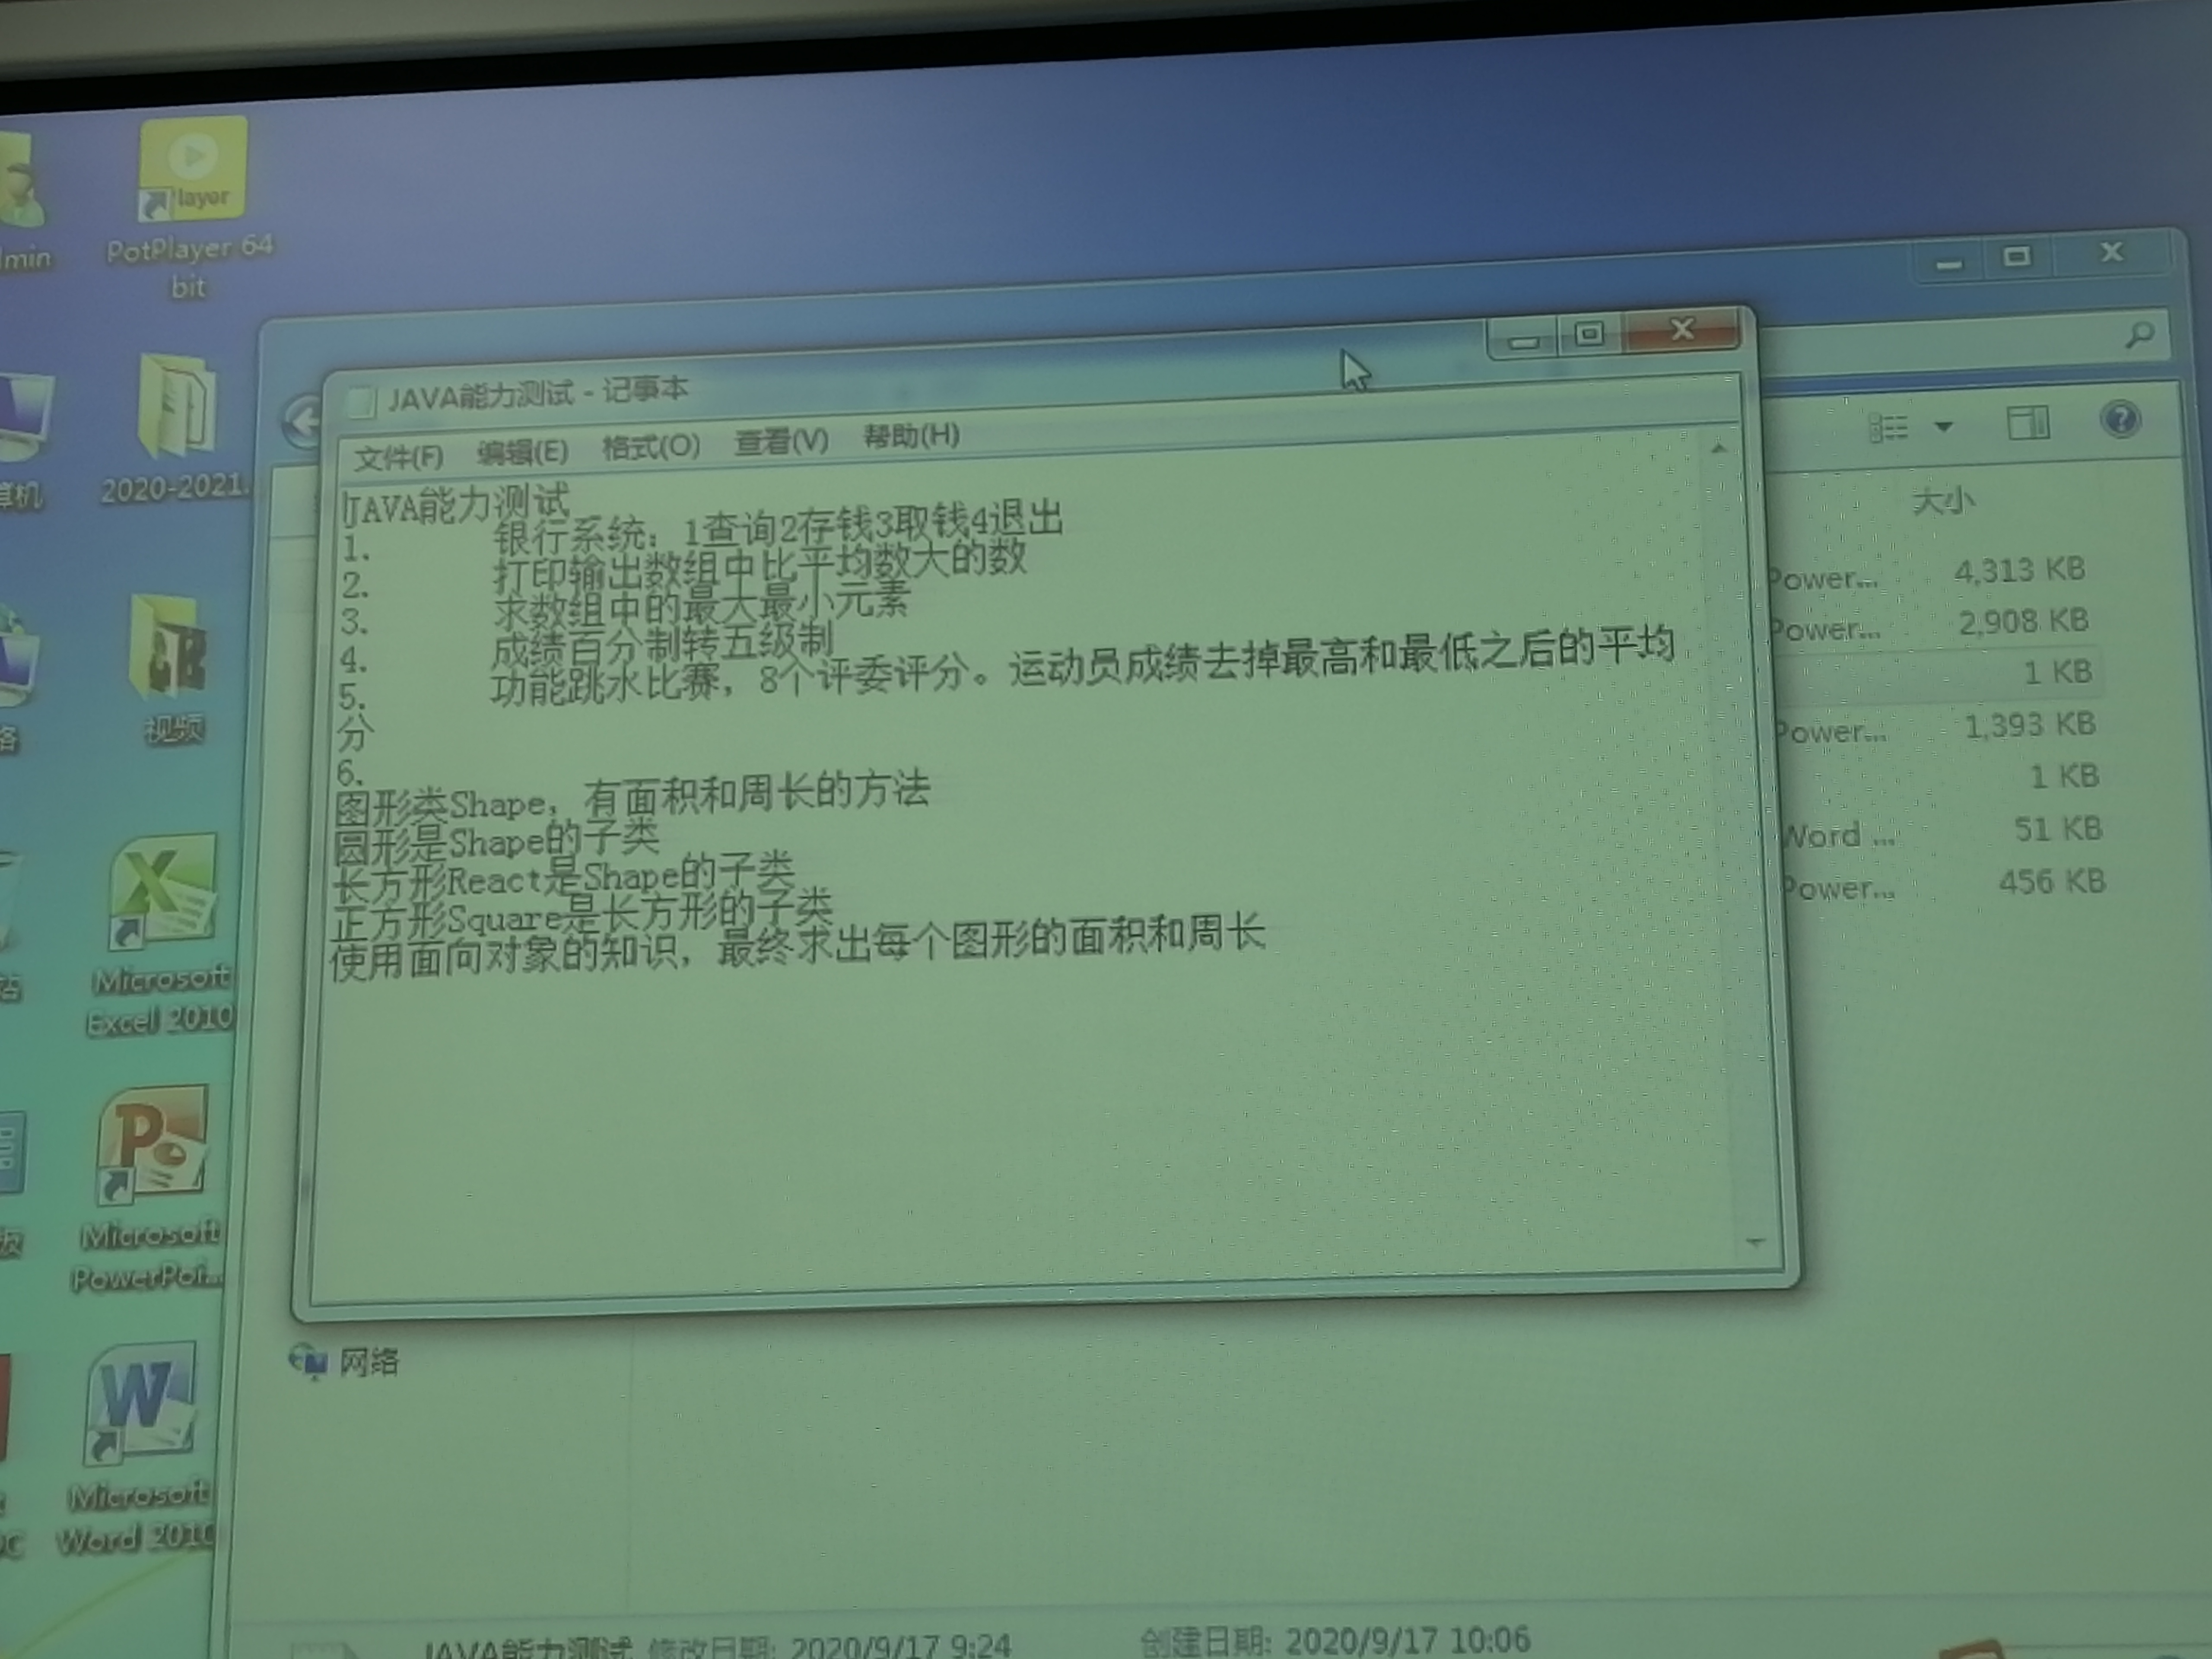 PotPlayer 64
bit
2020-2021.
视频
Microsoft
Excel 2010
Microsoft
PowerPoi...
Microsoft
Word 2010
JAVA能力测试 - 记事本
文件(F) 编辑(E) 格式(O) 查看(V) 帮助(H)
JAVA能力测试
1. 银行系统：1查询2存钱3取钱4退出
2. 打印输出数组中比平均数大的数
3. 求数组中的最大最小元素
4. 成绩百分制转五级制
5. 功能跳水比赛，8个评委评分。运动员成绩去掉最高和最低之后的平均
分
6.
图形类Shape，有面积和周长的方法
圆形是Shape的子类
长方形React是Shape的子类
正方形Square是长方形的子类
使用面向对象的知识，最终求出每个图形的面积和周长
大小
Power... 4,313 KB
Power... 2,908 KB
1 KB
Power... 1,393 KB
1 KB
Word ... 51 KB
Power... 456 KB
网络
JAVA能力测试 修改日期: 2020/9/17 9:24 创建日期: 2020/9/17 10:06